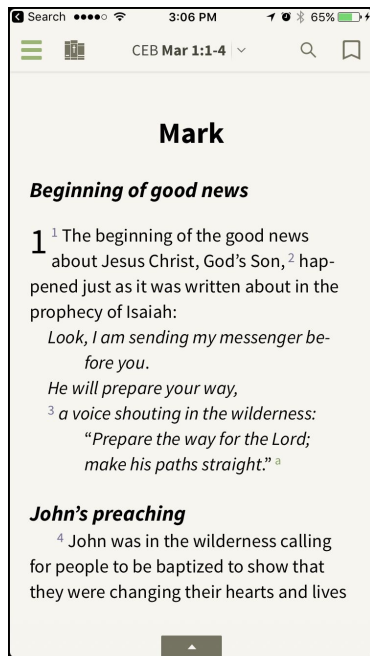 Search 3:06 PM 65%
CEB Mar 1:1-4
Mark
Beginning of good news
1 1 The beginning of the good news
about Jesus Christ, God’s Son, 2 hap-
pened just as it was written about in the
prophecy of Isaiah:
Look, I am sending my messenger be-
fore you.
He will prepare your way,
3 a voice shouting in the wilderness:
“Prepare the way for the Lord;
make his paths straight.” a
John’s preaching
4 John was in the wilderness calling
for people to be baptized to show that
they were changing their hearts and lives